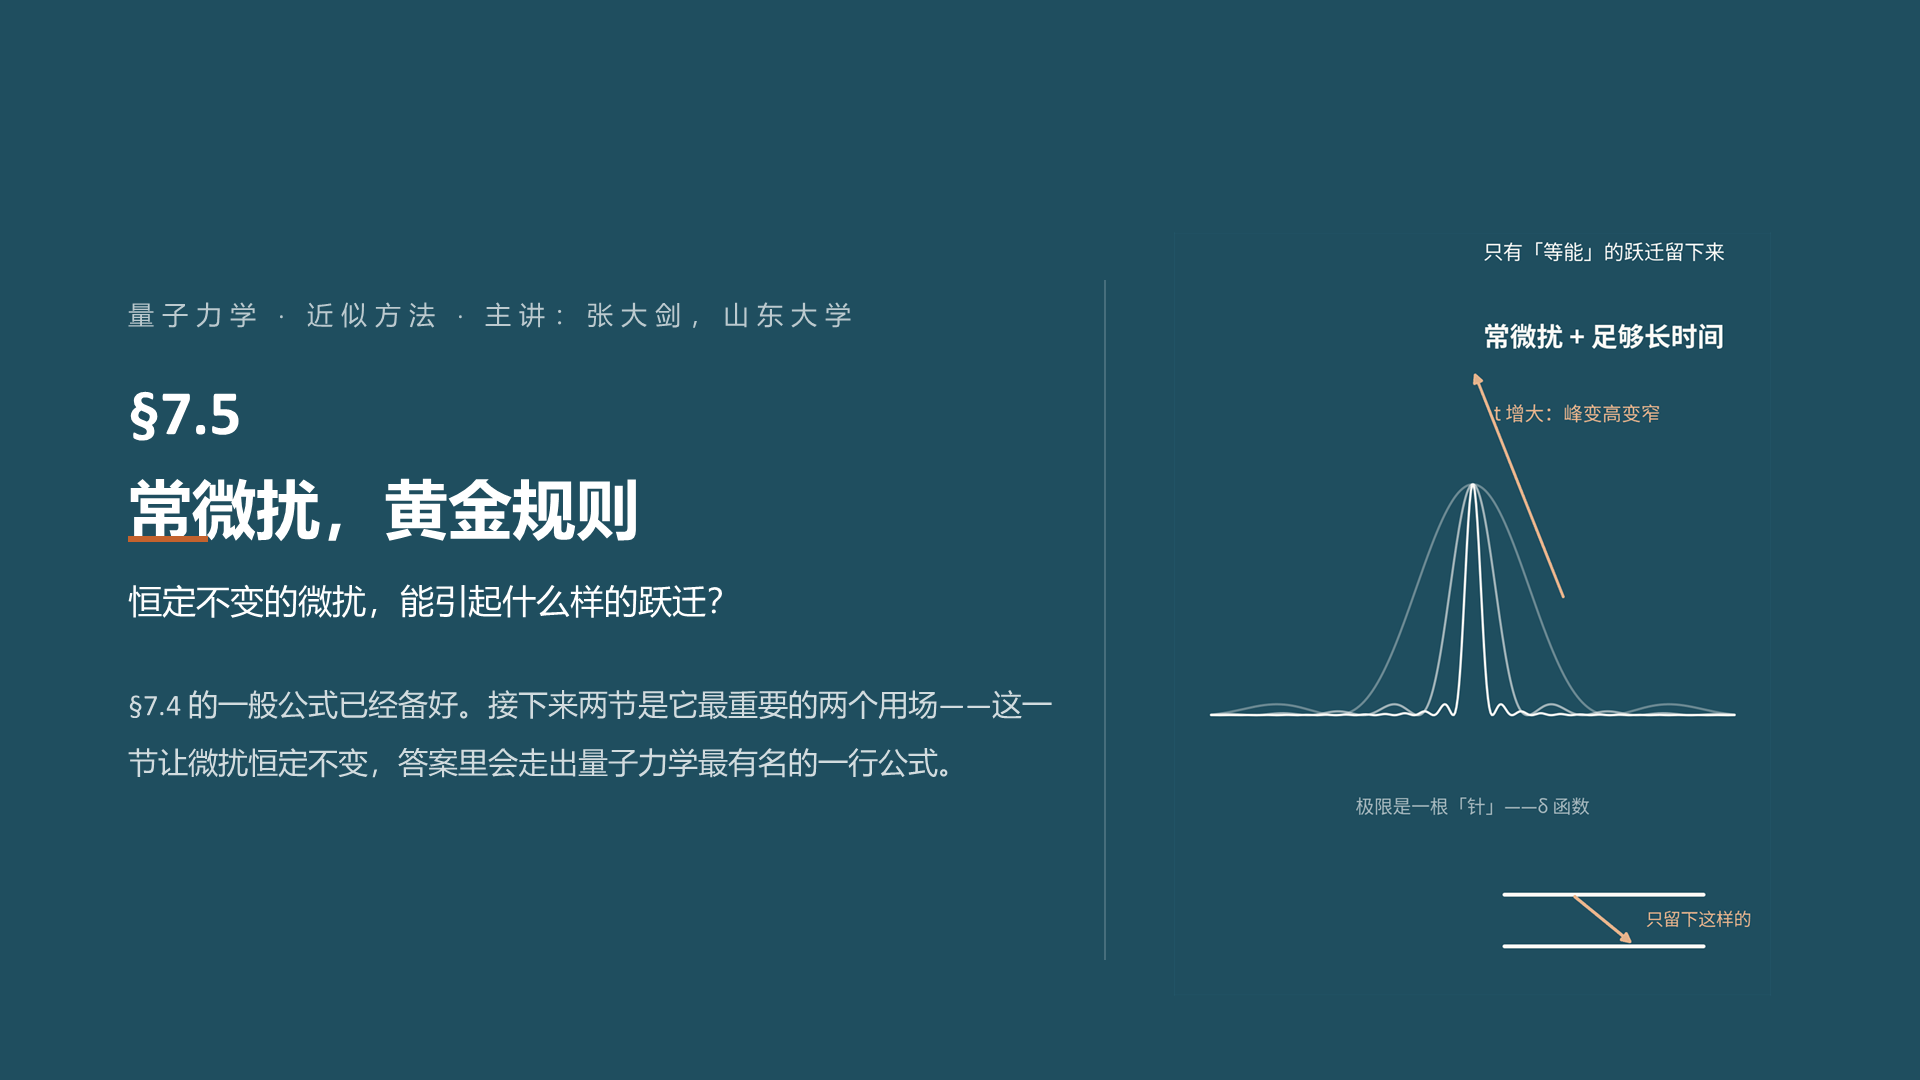 量子力学 · 近似方法 · 主讲：张大剑，山东大学
§7.5
常微扰，黄金规则
恒定不变的微扰，能引起什么样的跃迁？
§7.4 的一般公式已经备好。接下来两节是它最重要的两个用场——这一
节让微扰恒定不变，答案里会走出量子力学最有名的一行公式。
只有「等能」的跃迁留下来
常微扰 + 足够长时间
t 增大：峰变高变窄
极限是一根「针」——δ 函数
只留下这样的